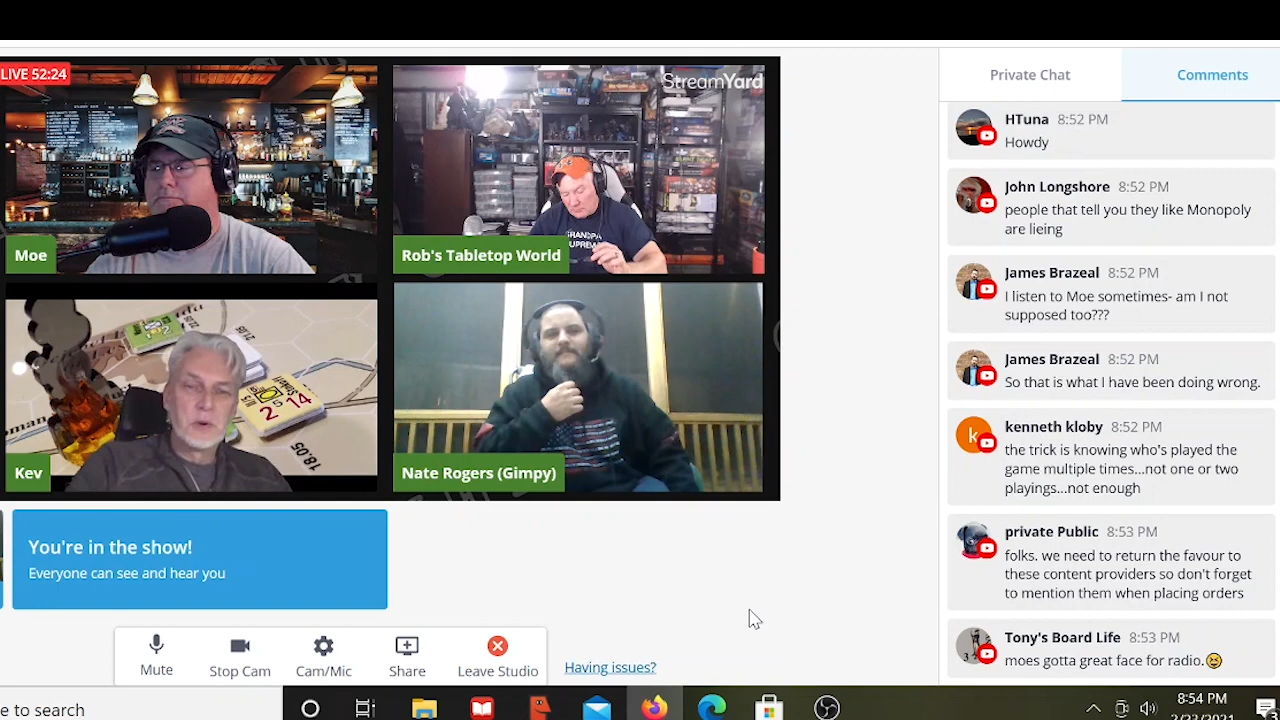 LIVE 52:24
StreamYard
Moe
Rob's Tabletop World
GRANDPA
SUPREME
Kev
2 14
18.05
Nate Rogers (Gimpy)
You're in the show!
Everyone can see and hear you
Mute
Stop Cam
Cam/Mic
Share
Leave Studio
Having issues?
Private Chat
Comments
HTuna 8:52 PM
Howdy
John Longshore 8:52 PM
people that tell you they like Monopoly
are lieing
James Brazeal 8:52 PM
I listen to Moe sometimes- am I not
supposed too???
James Brazeal 8:52 PM
So that is what I have been doing wrong.
k
kenneth kloby 8:52 PM
the trick is knowing who's played the
game multiple times...not one or two
playings...not enough
private Public 8:53 PM
folks. we need to return the favour to
these content providers so don't forget
to mention them when placing orders
Tony's Board Life 8:53 PM
moes gotta great face for radio.😆
e to search
8:54 PM